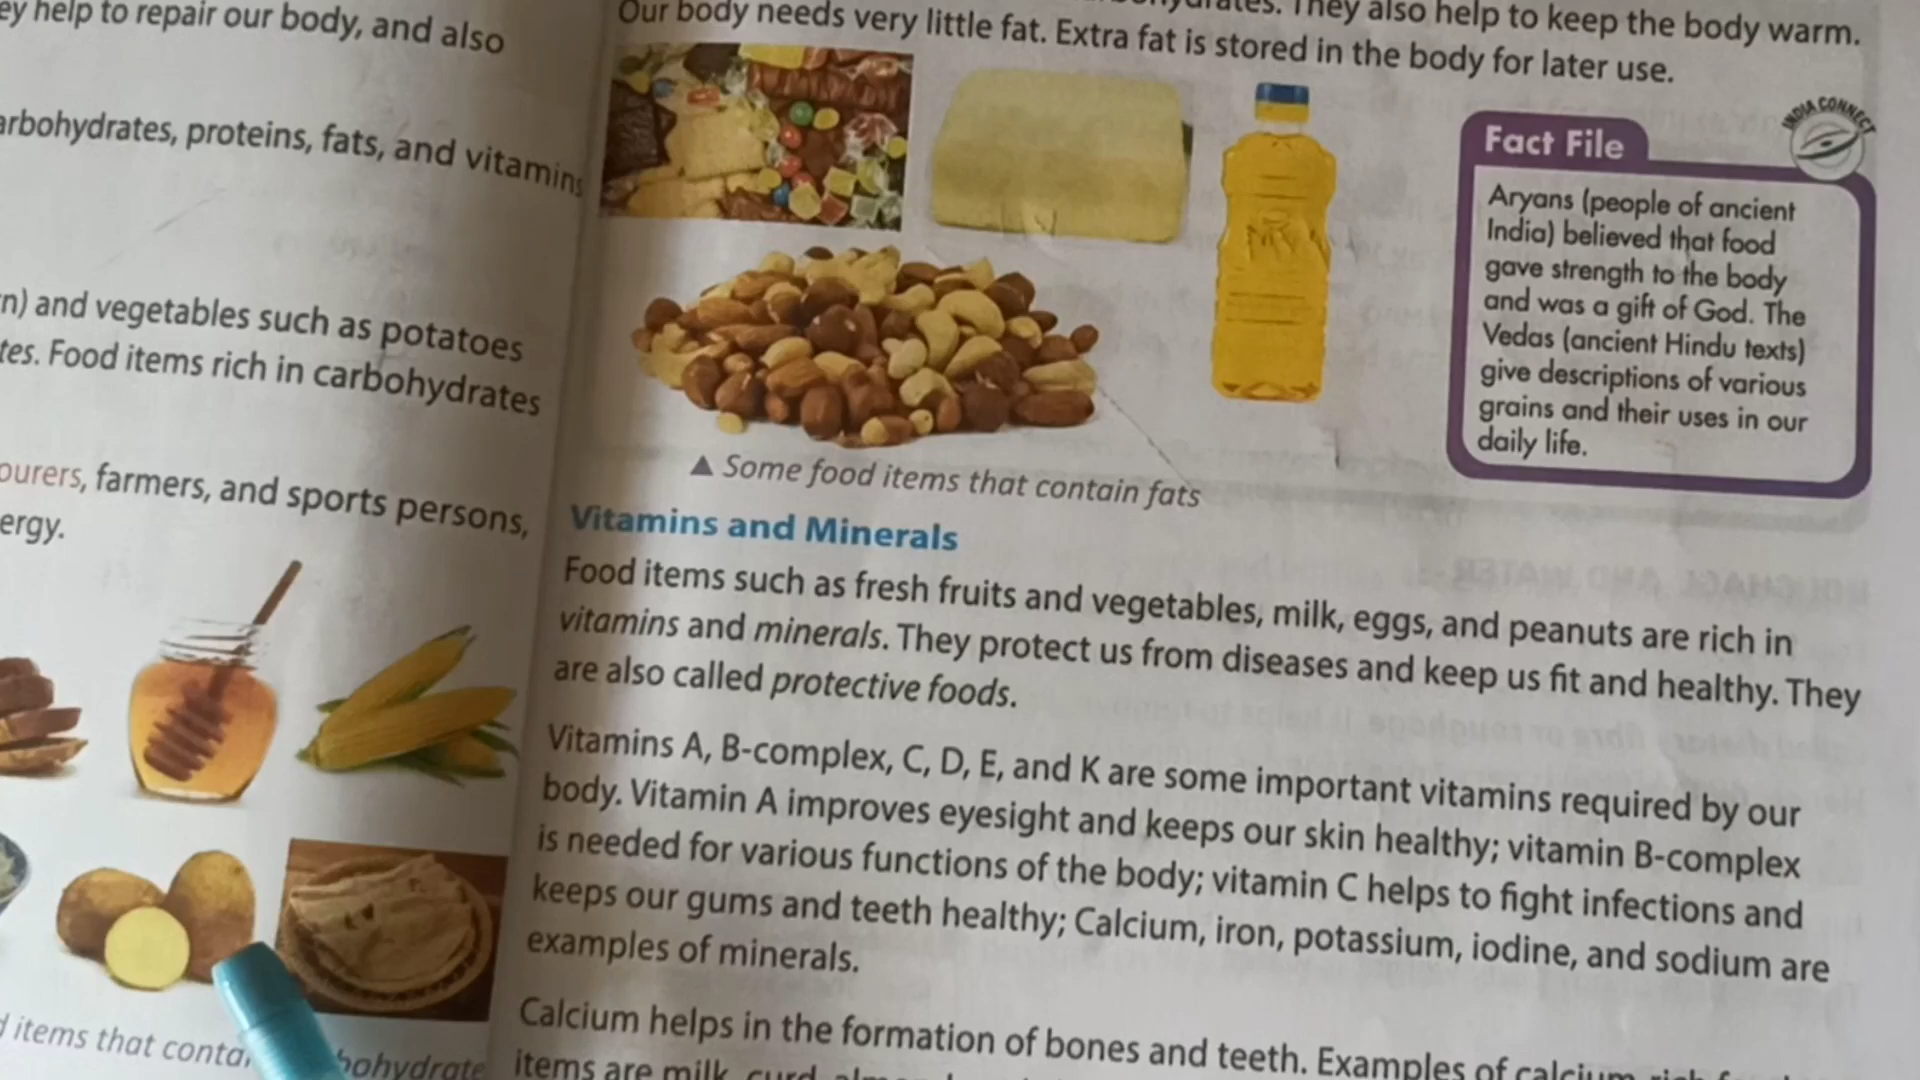 ey help to repair our body, and also
arbohydrates, proteins, fats, and vitamins
n) and vegetables such as potatoes
tes. Food items rich in carbohydrates
ourers, farmers, and sports persons,
ergy.
items that conta
bohydrate
They also help to keep the body warm.
Our body needs very little fat. Extra fat is stored in the body for later use.
INDIA CONNECT
Fact File
Aryans (people of ancient
India) believed that food
gave strength to the body
and was a gift of God. The
Vedas (ancient Hindu texts)
give descriptions of various
grains and their uses in our
daily life.
▲ Some food items that contain fats
Vitamins and Minerals
Food items such as fresh fruits and vegetables, milk, eggs, and peanuts are rich in
vitamins and minerals. They protect us from diseases and keep us fit and healthy. They
are also called protective foods.
Vitamins A, B-complex, C, D, E, and K are some important vitamins required by our
body. Vitamin A improves eyesight and keeps our skin healthy; vitamin B-complex
is needed for various functions of the body; vitamin C helps to fight infections and
keeps our gums and teeth healthy; Calcium, iron, potassium, iodine, and sodium are
examples of minerals.
Calcium helps in the formation of bones and teeth. Examples of calcium
items are milk, curd,